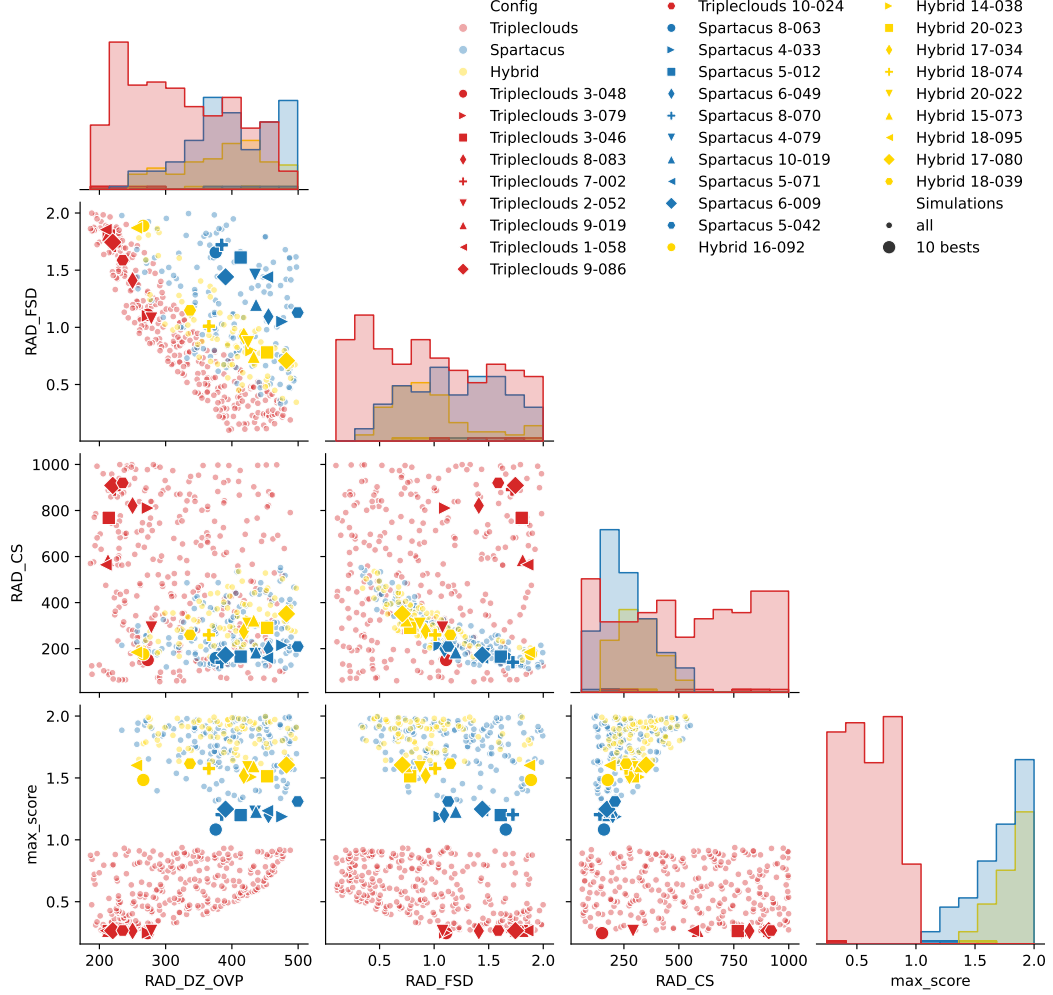 Config
Tripleclouds
Spartacus
Hybrid
Tripleclouds 3-048
Tripleclouds 3-079
Tripleclouds 3-046
Tripleclouds 8-083
Tripleclouds 7-002
Tripleclouds 2-052
Tripleclouds 9-019
Tripleclouds 1-058
Tripleclouds 9-086
Tripleclouds 10-024
Spartacus 8-063
Spartacus 4-033
Spartacus 5-012
Spartacus 6-049
Spartacus 8-070
Spartacus 4-079
Spartacus 10-019
Spartacus 5-071
Spartacus 6-009
Spartacus 5-042
Hybrid 16-092
Hybrid 14-038
Hybrid 20-023
Hybrid 17-034
Hybrid 18-074
Hybrid 20-022
Hybrid 15-073
Hybrid 18-095
Hybrid 17-080
Hybrid 18-039
Simulations
all
10 bests
RAD_FSD
2.0
1.5
1.0
0.5
RAD_CS
1000
800
600
400
200
max_score
2.0
1.5
1.0
0.5
200 300 400 500
RAD_DZ_OVP
0.5 1.0 1.5 2.0
RAD_FSD
250 500 750 1000
RAD_CS
0.5 1.0 1.5 2.0
max_score